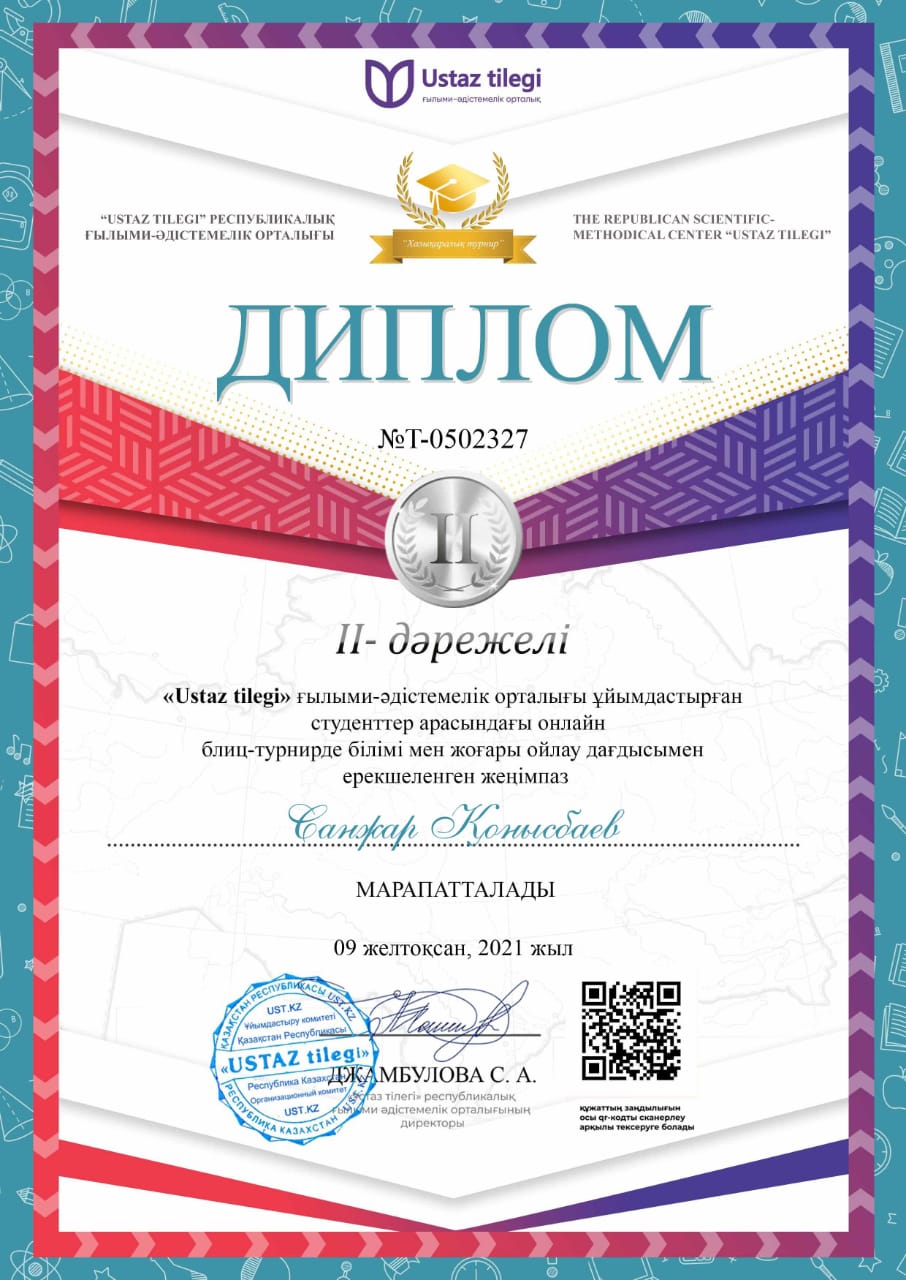 Ustaz tilegi
ғылыми-әдістемелік орталық
“USTAZ TILEGI” РЕСПУБЛИКАЛЫҚ
ҒЫЛЫМИ-ӘДІСТЕМЕЛІК ОРТАЛЫҒЫ
THE REPUBLICAN SCIENTIFIC-
METHODICAL CENTER “USTAZ TILEGI”
“Халықаралық турнир”
ДИПЛОМ
№T-0502327
II
II- дәрежелі
«Ustaz tilegi» ғылыми-әдістемелік орталығы ұйымдастырған
студенттер арасындағы онлайн
блиц-турнирде білімі мен жоғары ойлау дағдысымен
ерекшеленген жеңімпаз
Санжар Қонысбаев
МАРАПАТТАЛАДЫ
09 желтоқсан, 2021 жыл
ҚАЗАҚСТАН РЕСПУБЛИКАСЫ UST.KZ
UST.KZ
Ұйымдастыру комитеті
Қазақстан Республикасы
«USTAZ tilegi»
Республика Казахстан
Организационный комитет
UST.KZ
РЕСПУБЛИКА КАЗАХСТАН
ДЖАМБУЛОВА С. А.
тілегі» республикалық
ғылыми әдістемелік орталығының
директоры
құжаттың заңдылығын
осы qr-кодты сканерлеу
арқылы тексеруге болады